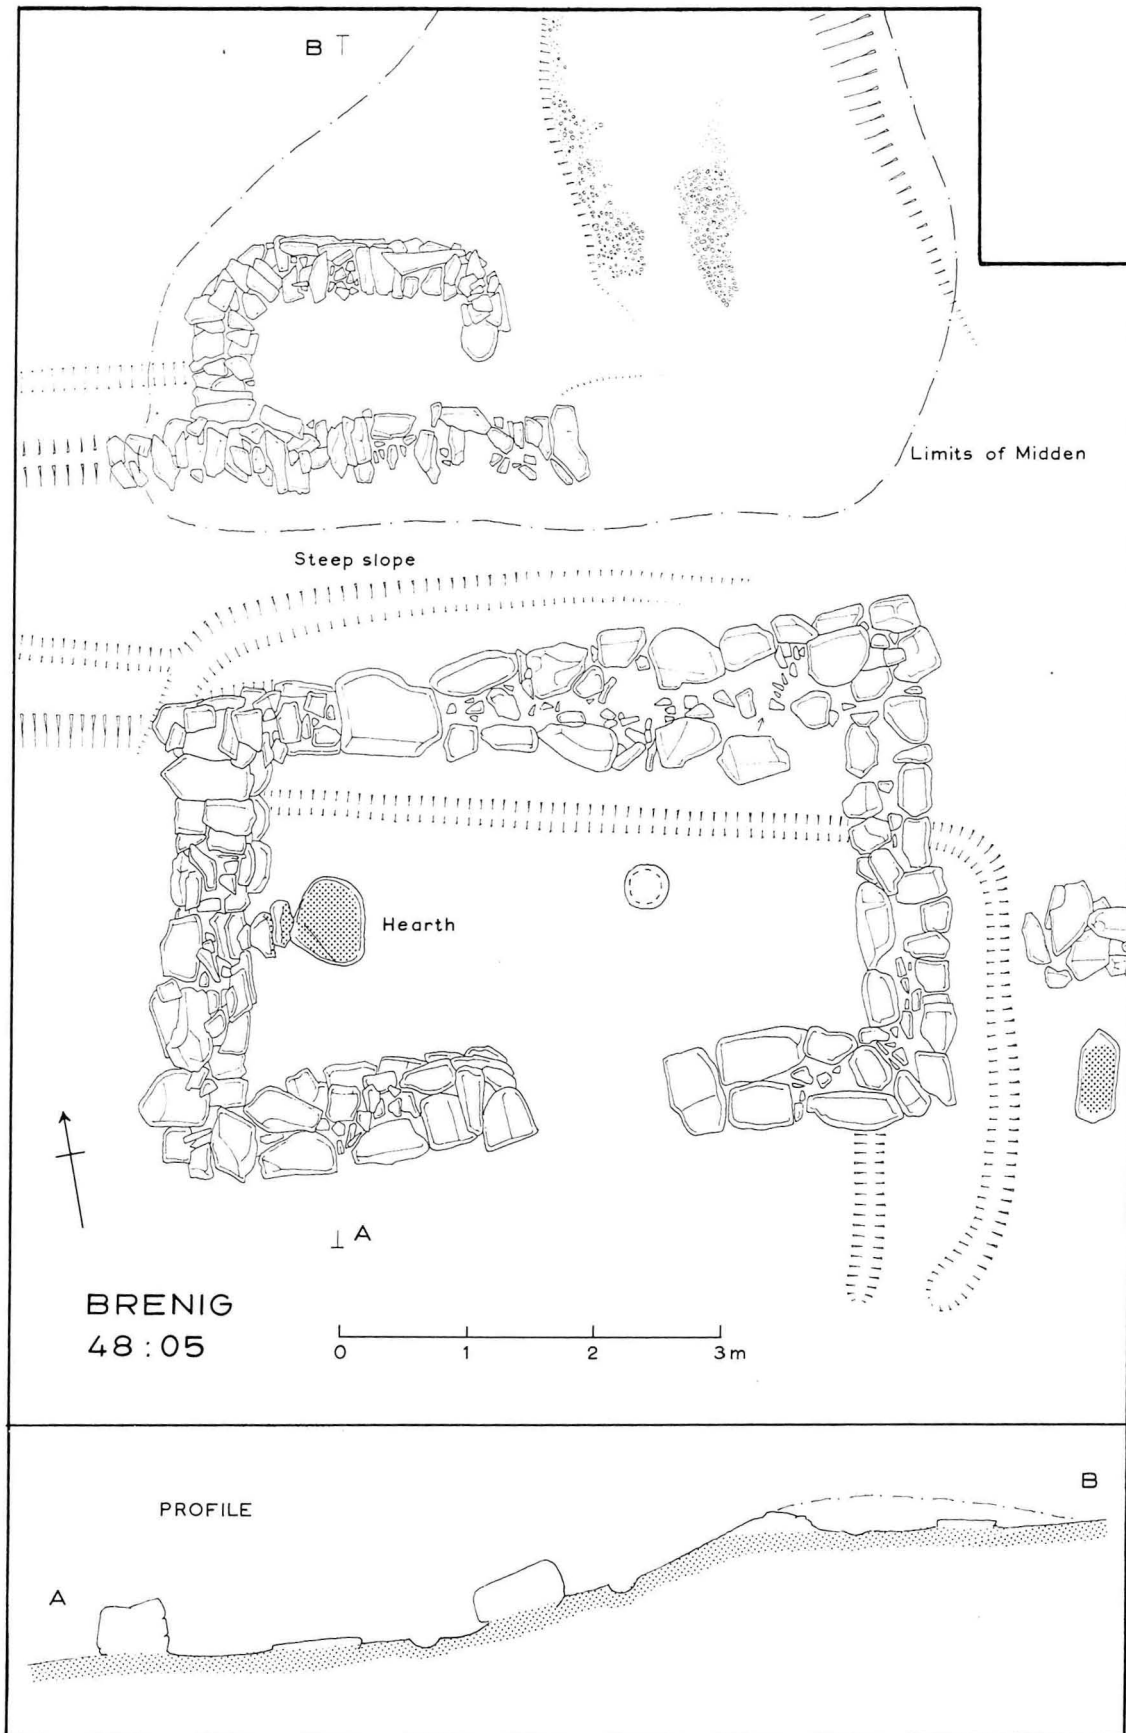 B
Limits of Midden
Steep slope
Hearth
A
BRENIG
48:05
0 1 2 3m
PROFILE
B
A